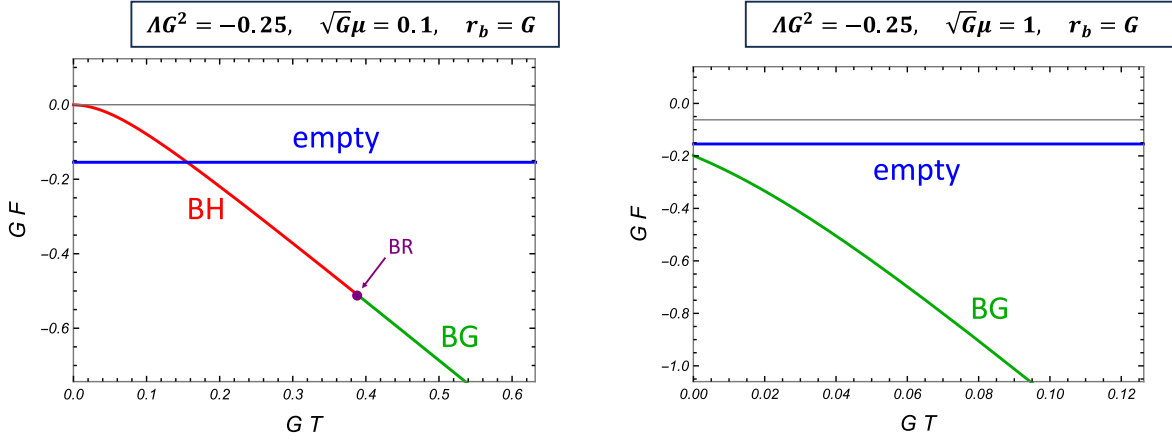 ΛG² = −0.25, √Gμ = 0.1, r_b = G
0.0
−0.2
−0.4
−0.6
G F
empty
BH
BR
BG
0.0 0.1 0.2 0.3 0.4 0.5 0.6
G T
ΛG² = −0.25, √Gμ = 1, r_b = G
0.0
−0.2
−0.4
−0.6
−0.8
−1.0
G F
empty
BG
0.00 0.02 0.04 0.06 0.08 0.10 0.12
G T